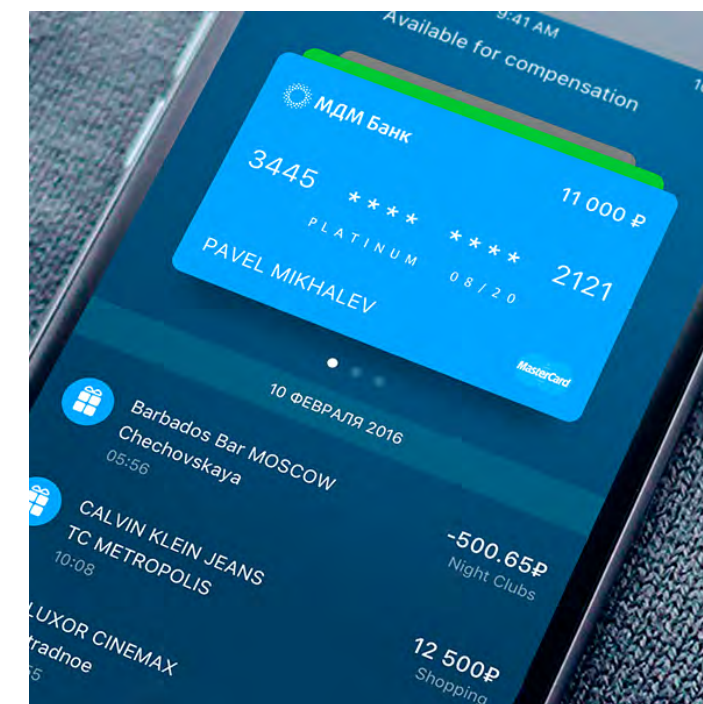 9:41 AM
Available for compensation
МДМ Банк
11 000 ₽
3445 **** **** 2121
PLATINUM 08/20
PAVEL MIKHALEV
MasterCard
10 ФЕВРАЛЯ 2016
Barbados Bar MOSCOW
Chechovskaya
05:56
-500.65₽
Night Clubs
CALVIN KLEIN JEANS
TC METROPOLIS
10:08
12 500₽
Shopping
LUXOR CINEMAX
tradnoe
55